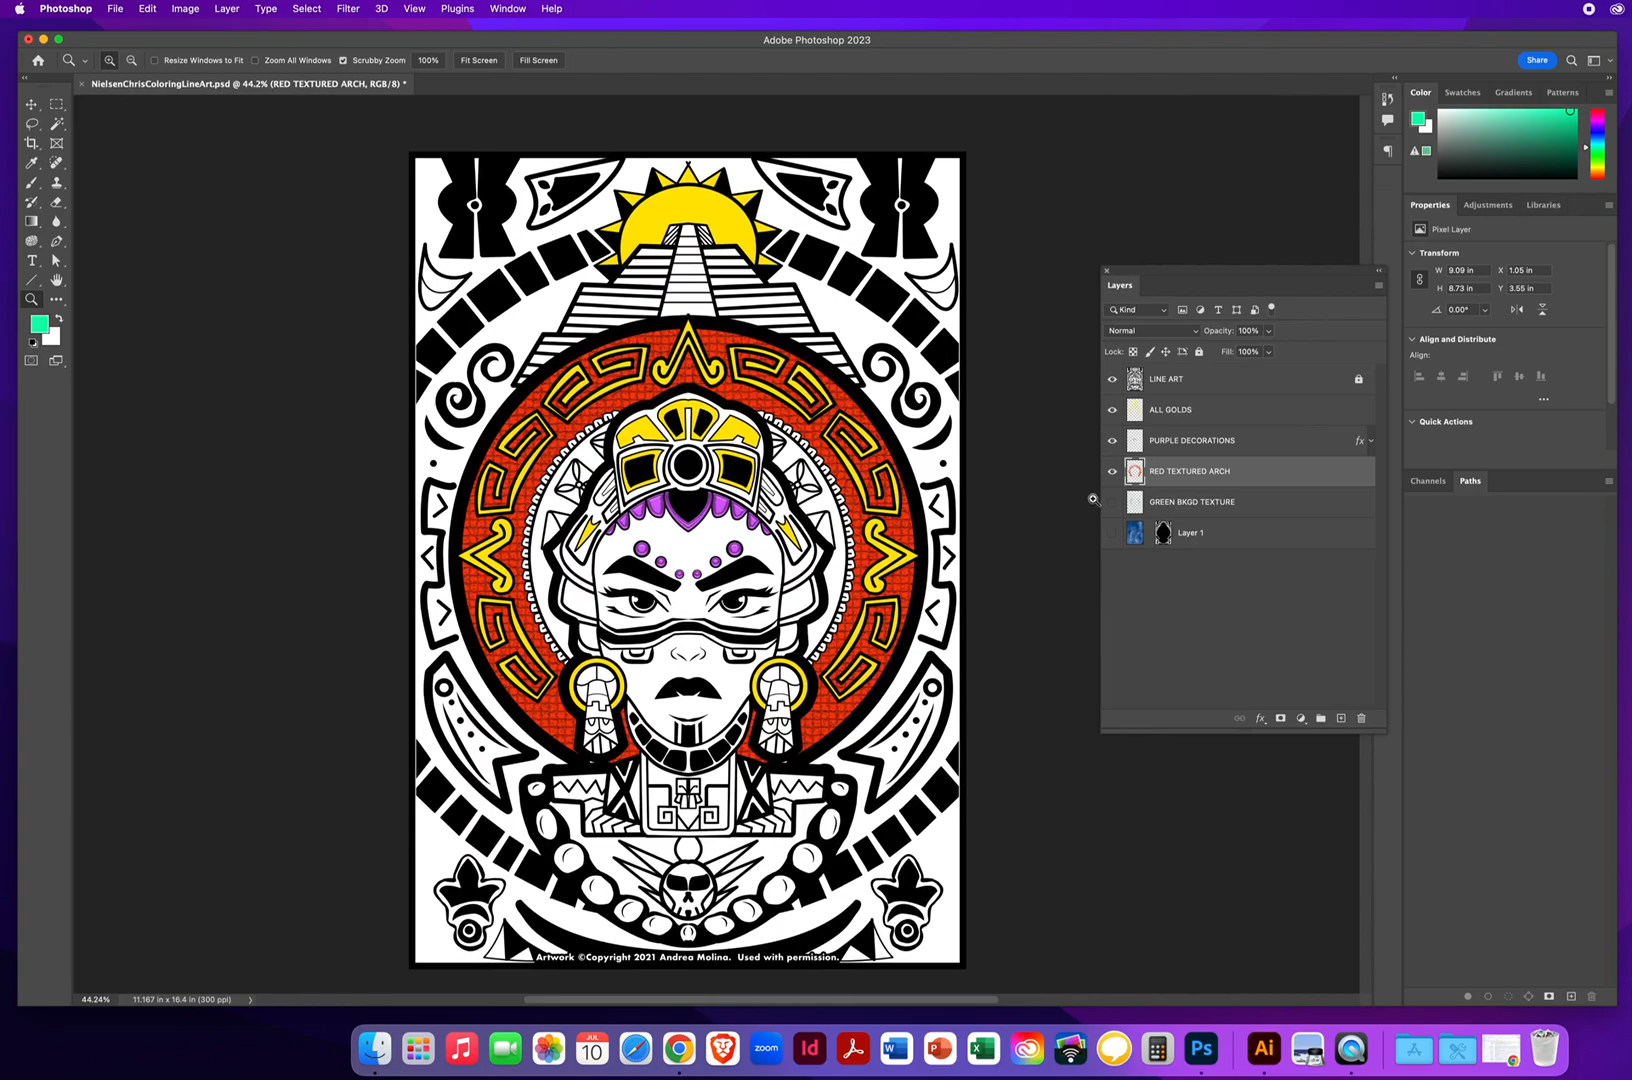 Photoshop File Edit Image Layer Type Select Filter 3D View Plugins Window Help
Adobe Photoshop 2023
Resize Windows to Fit Zoom All Windows Scrubby Zoom 100% Fit Screen Fill Screen Share
NielsenChrisColoringLineArt.psd @ 44.2% (RED TEXTURED ARCH, RGB/8) *
Color Swatches Gradients Patterns
Properties Adjustments Libraries
Pixel Layer
Transform
W 9.09 in X 1.05 in
H 8.73 in Y 3.55 in
0.00°
Align and Distribute
Align:
Quick Actions
Channels Paths
Layers
Kind
Normal Opacity: 100%
Lock: Fill: 100%
LINE ART
ALL GOLDS
PURPLE DECORATIONS fx
RED TEXTURED ARCH
GREEN BKGD TEXTURE
Layer 1
fx
Artwork ©Copyright 2021 Andrea Molina. Used with permission.
44.24% 11.167 in x 16.4 in (300 ppi)
JUL
10
zoom
Id
W
P
X
Ps
Ai